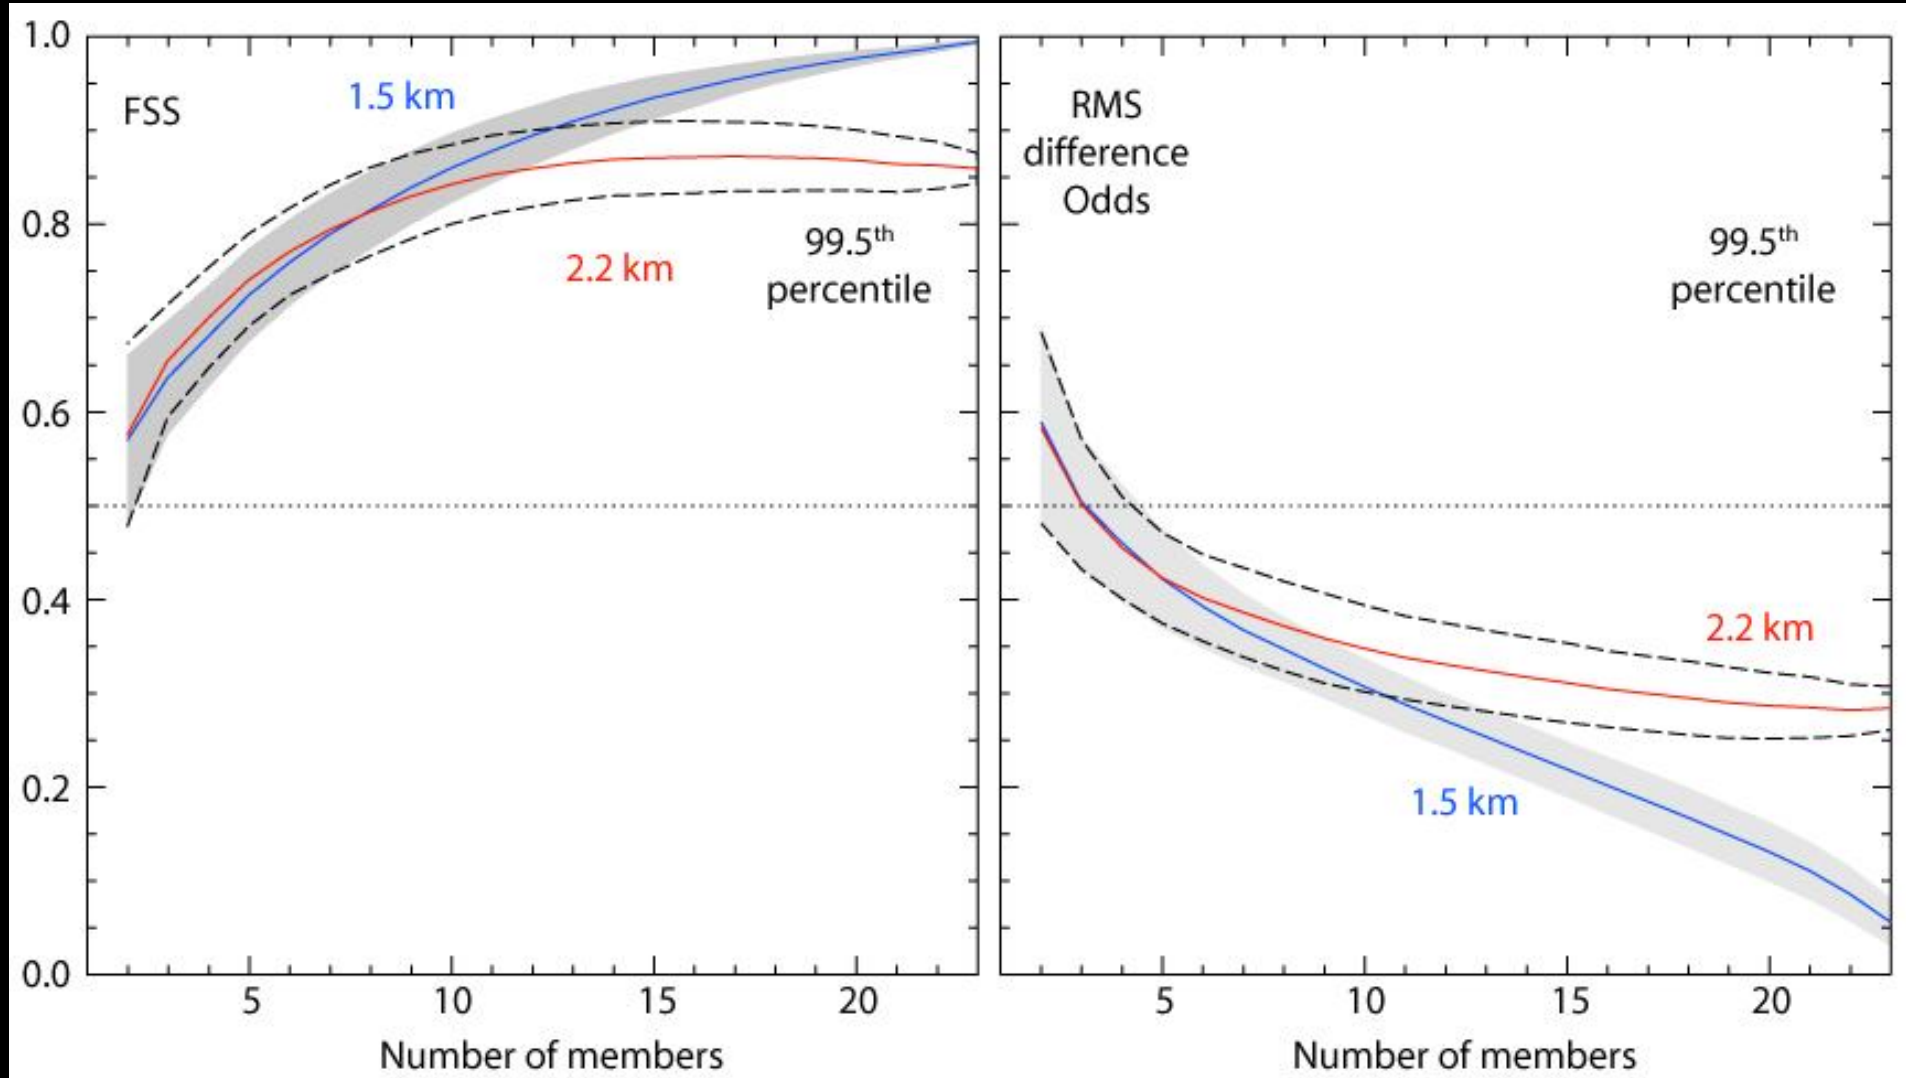 1.0
0.8
0.6
0.4
0.2
0.0
FSS
1.5 km
2.2 km
99.5th
percentile
5 10 15 20
Number of members
RMS
difference
Odds
99.5th
percentile
2.2 km
1.5 km
5 10 15 20
Number of members